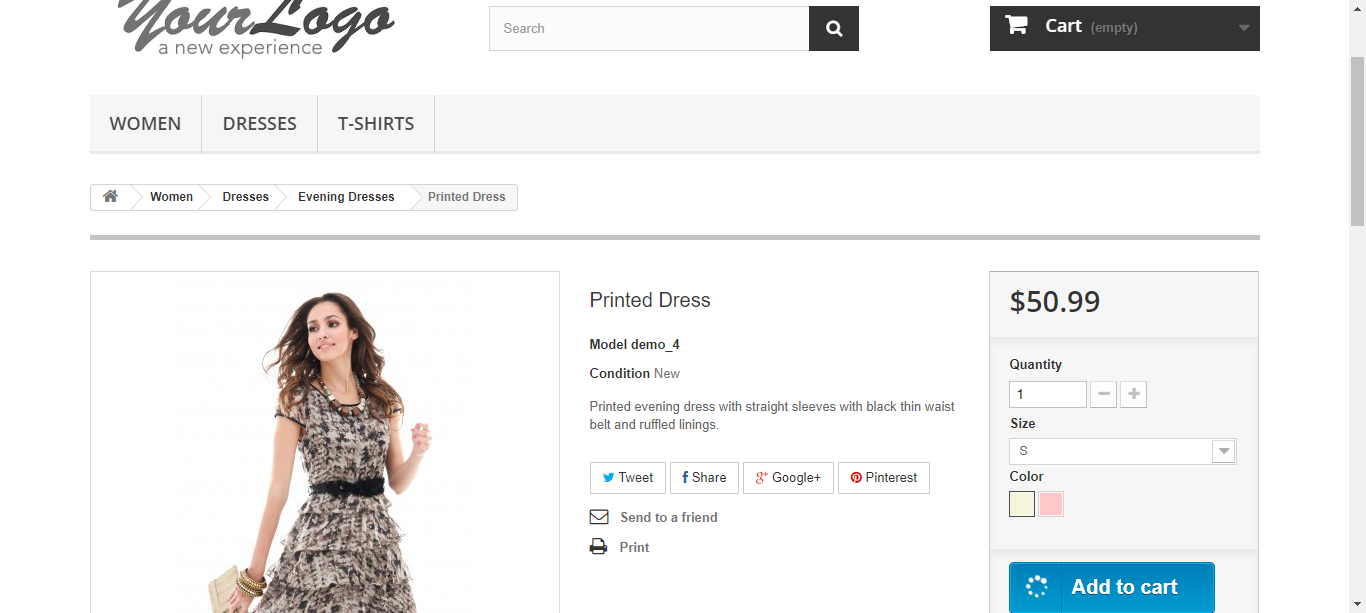 YourLogo
a new experience
Search
Cart (empty)
WOMEN DRESSES T-SHIRTS
Women Dresses Evening Dresses Printed Dress
Printed Dress
Model demo_4
Condition New
Printed evening dress with straight sleeves with black thin waist
belt and ruffled linings.
Tweet Share Google+ Pinterest
Send to a friend
Print
$50.99
Quantity
1
Size
S
Color
Add to cart